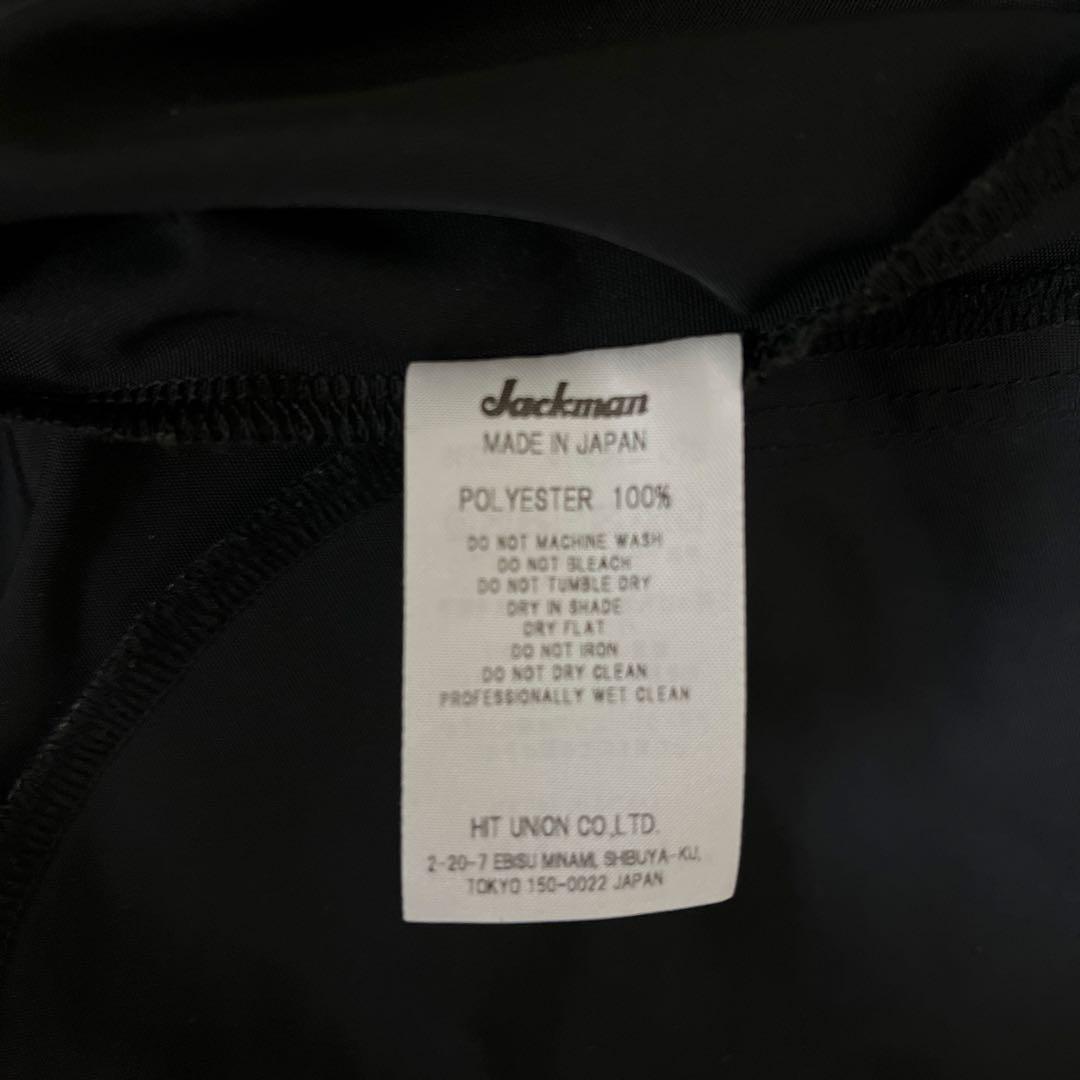 Jackman
MADE IN JAPAN
POLYESTER 100%
DO NOT MACHINE WASH
DO NOT BLEACH
DO NOT TUMBLE DRY
DRY IN SHADE
DRY FLAT
DO NOT IRON
DO NOT DRY CLEAN
PROFESSIONALLY WET CLEAN
HIT UNION CO.,LTD.
2-20-7 EBISU MINAMI, SHIBUYA-KU,
TOKYO 150-0022 JAPAN